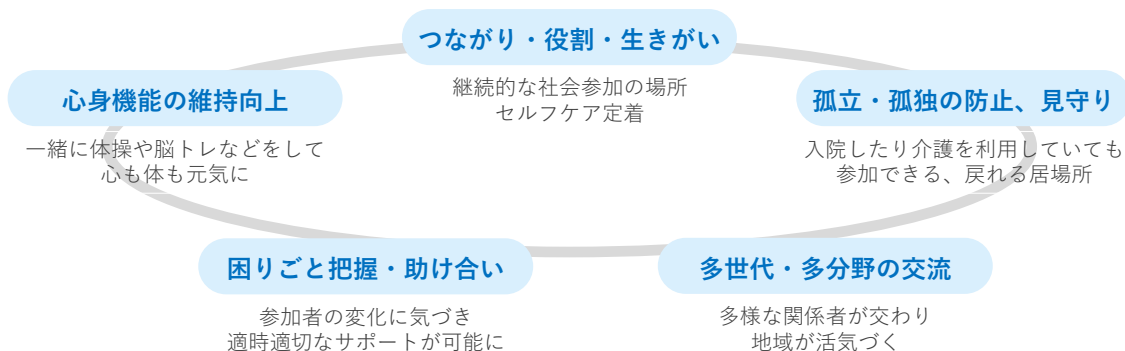 つながり・役割・生きがい
継続的な社会参加の場所
セルフケア定着
心身機能の維持向上
一緒に体操や脳トレなどをして
心も体も元気に
孤立・孤独の防止、見守り
入院したり介護を利用していても
参加できる、戻れる居場所
困りごと把握・助け合い
参加者の変化に気づき
適時適切なサポートが可能に
多世代・多分野の交流
多様な関係者が交わり
地域が活気づく